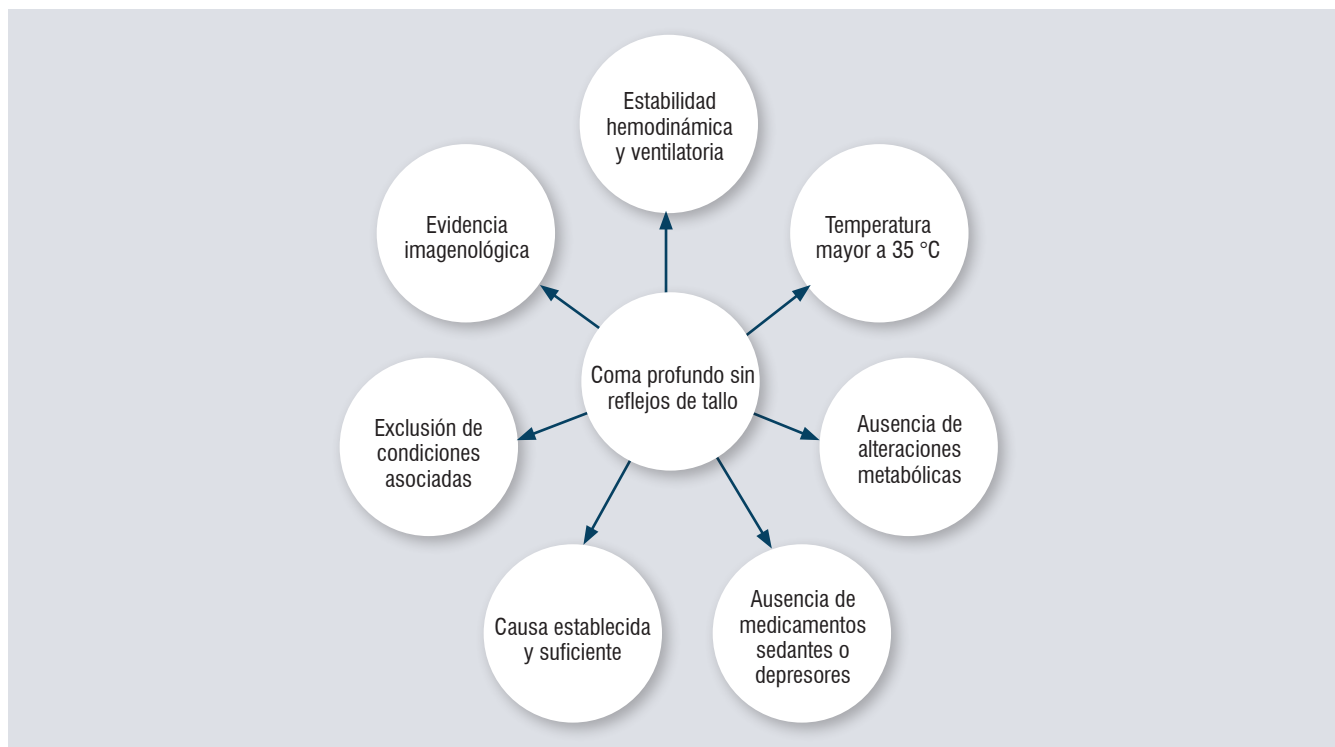 Estabilidad
hemodinámica
y ventilatoria
Temperatura
mayor a 35 °C
Ausencia de
alteraciones
metabólicas
Ausencia de
medicamentos
sedantes o
depresores
Causa establecida
y suficiente
Exclusión de
condiciones
asociadas
Evidencia
imagenológica
Coma profundo sin
reflejos de tallo